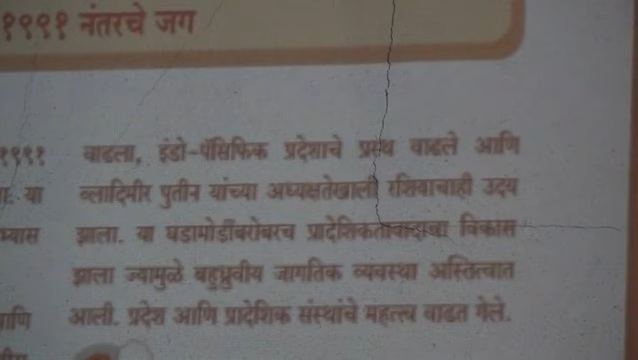 १९९१ नंतरचे जग
१९९१ वाढला, इंडो-पॅसिफिक प्रदेशाचे प्रस्थ वाढले आणि
या व्लादिमीर पुतीन यांच्या अध्यक्षतेखाली रशियाचाही उदय
झाला. या घडामोडींबरोबरच प्रादेशिकतावादाचा विकास
झाला ज्यामुळे बहुध्रुवीय जागतिक व्यवस्था अस्तित्वात
आली. प्रदेश आणि प्रादेशिक संस्थांचे महत्त्व वाढत गेले.